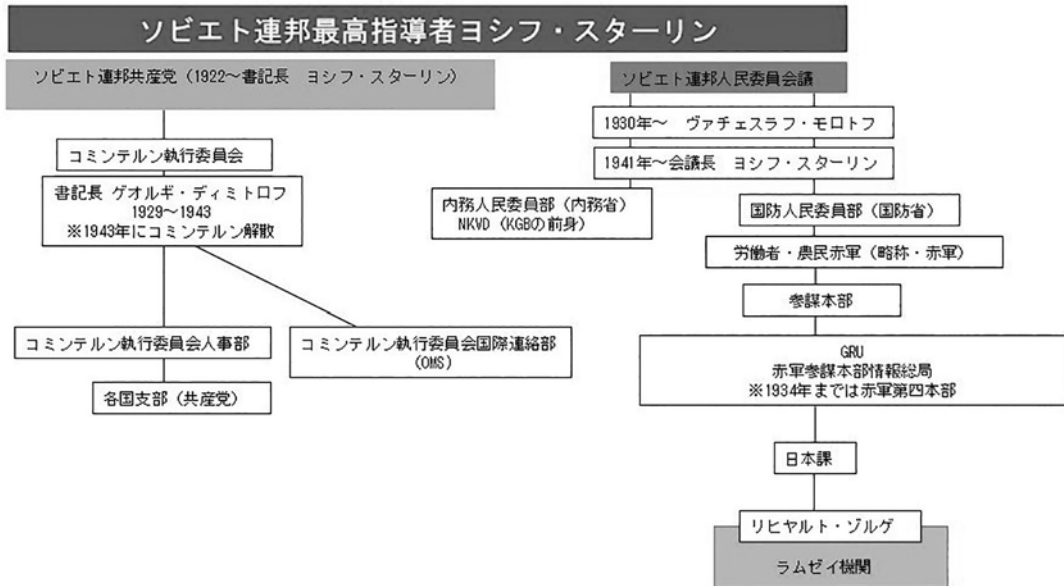 ソビエト連邦最高指導者ヨシフ・スターリン
ソビエト連邦共産党（1922～書記長　ヨシフ・スターリン）
コミンテルン執行委員会
書記長 ゲオルギ・ディミトロフ
1929～1943
※1943年にコミンテルン解散
コミンテルン執行委員会人事部
各国支部（共産党）
コミンテルン執行委員会国際連絡部
（OMS）
ソビエト連邦人民委員会議
1930年～　ヴァチェスラフ・モロトフ
1941年～会議長　ヨシフ・スターリン
内務人民委員部（内務省）
NKVD（KGBの前身）
国防人民委員部（国防省）
労働者・農民赤軍（略称・赤軍）
参謀本部
GRU
赤軍参謀本部情報総局
※1934年までは赤軍第四本部
日本課
リヒャルト・ゾルゲ
ラムゼイ機関